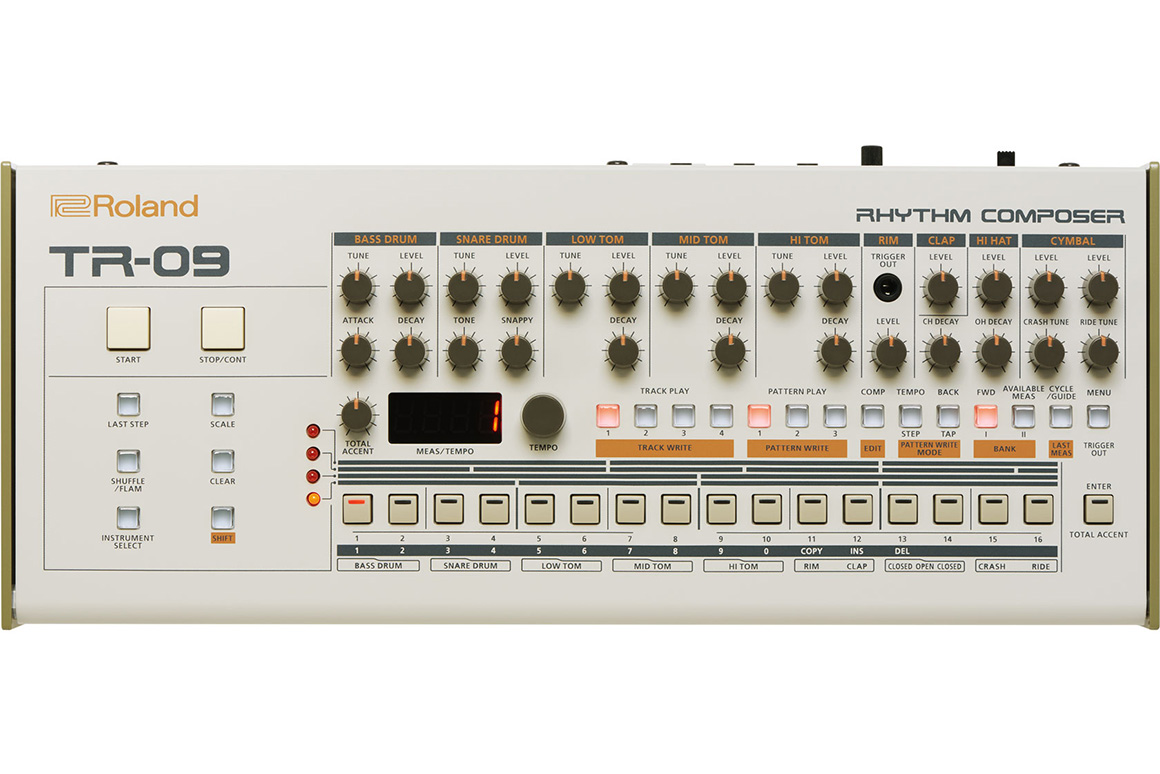 Roland
RHYTHM COMPOSER
TR-09
BASS DRUM SNARE DRUM LOW TOM MID TOM HI TOM RIM CLAP HI HAT CYMBAL
TUNE LEVEL TUNE LEVEL TUNE LEVEL TUNE LEVEL TUNE LEVEL TRIGGER OUT LEVEL LEVEL LEVEL LEVEL
ATTACK DECAY TONE SNAPPY DECAY DECAY DECAY LEVEL CH DECAY OH DECAY CRASH TUNE RIDE TUNE
START STOP/CONT
TRACK PLAY PATTERN PLAY COMP TEMPO BACK FWD AVAILABLE MEAS CYCLE /GUIDE MENU
LAST STEP SCALE
1
1 2 3 4 1 2 3 STEP TAP I II
TOTAL ACCENT MEAS/TEMPO TEMPO
TRACK WRITE PATTERN WRITE EDIT PATTERN WRITE MODE BANK LAST MEAS TRIGGER OUT
SHUFFLE /FLAM CLEAR
ENTER
INSTRUMENT SELECT SHIFT
TOTAL ACCENT
1 2 3 4 5 6 7 8 9 10 11 12 13 14 15 16
1 2 3 4 5 6 7 8 9 0 COPY INS DEL
BASS DRUM SNARE DRUM LOW TOM MID TOM HI TOM RIM CLAP CLOSED OPEN CLOSED CRASH RIDE